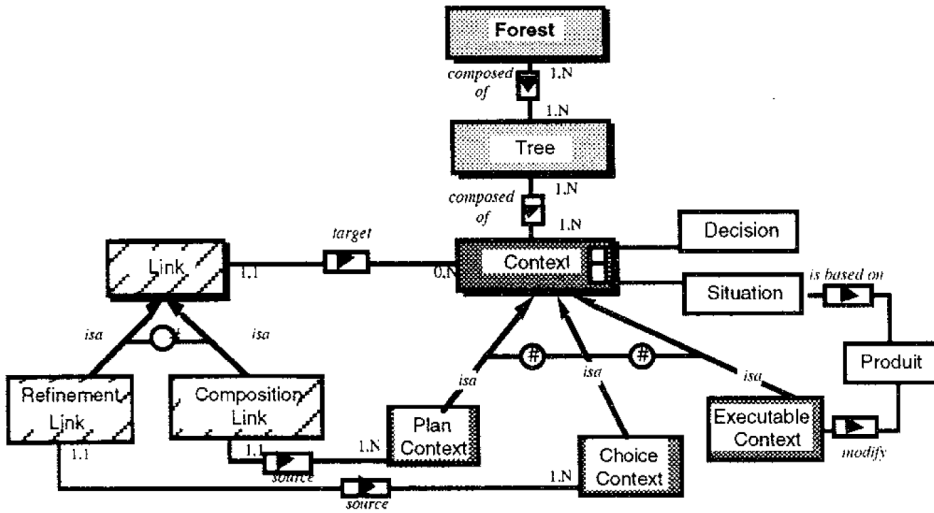 Forest
composed
of
1.N
1.N
Tree
composed
of
1.N
1.N
target
Link
1.1
0.N
Context
Decision
Situation
is based on
Produit
isa
#
isa
isa
#
isa
#
isa
Refinement
Link
Composition
Link
Plan
Context
Choice
Context
Executable
Context
modify
1.1
1.1
source
1.N
source
1.N